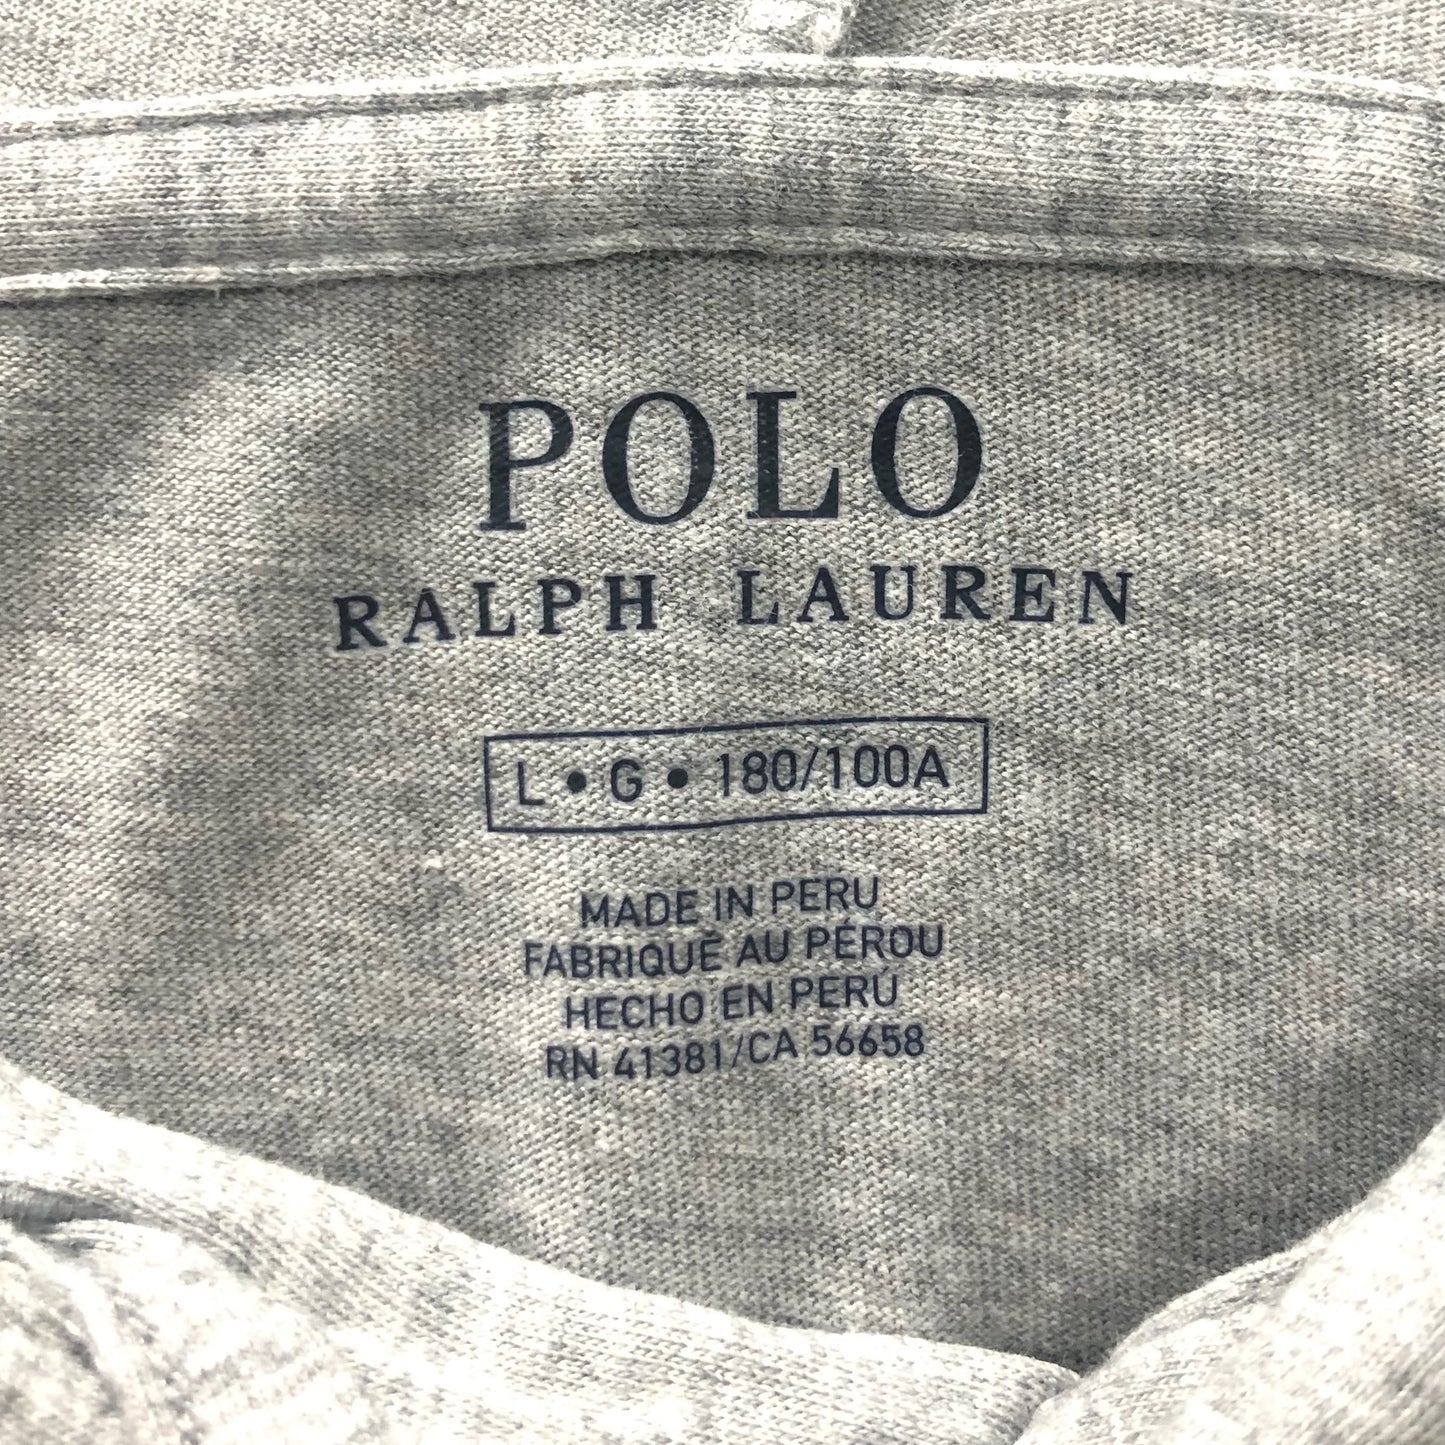 POLO
RALPH LAUREN
L • G • 180/100A
MADE IN PERU
FABRIQUÉ AU PÉROU
HECHO EN PERÚ
RN 41381/CA 56658